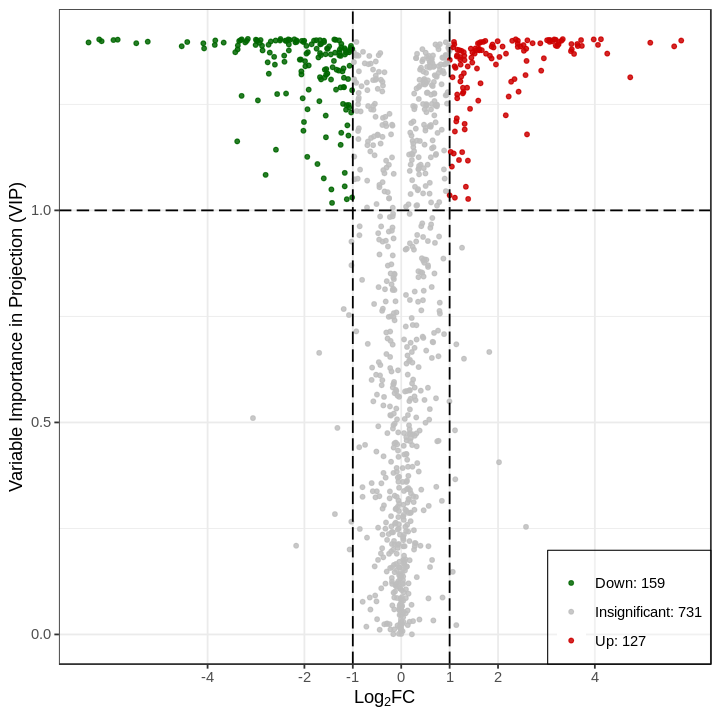 Variable Importance in Projection (VIP)
1.0
0.5
0.0
Down: 159
Insignificant: 731
Up: 127
-4
-2
-1
0
1
2
4
Log₂FC